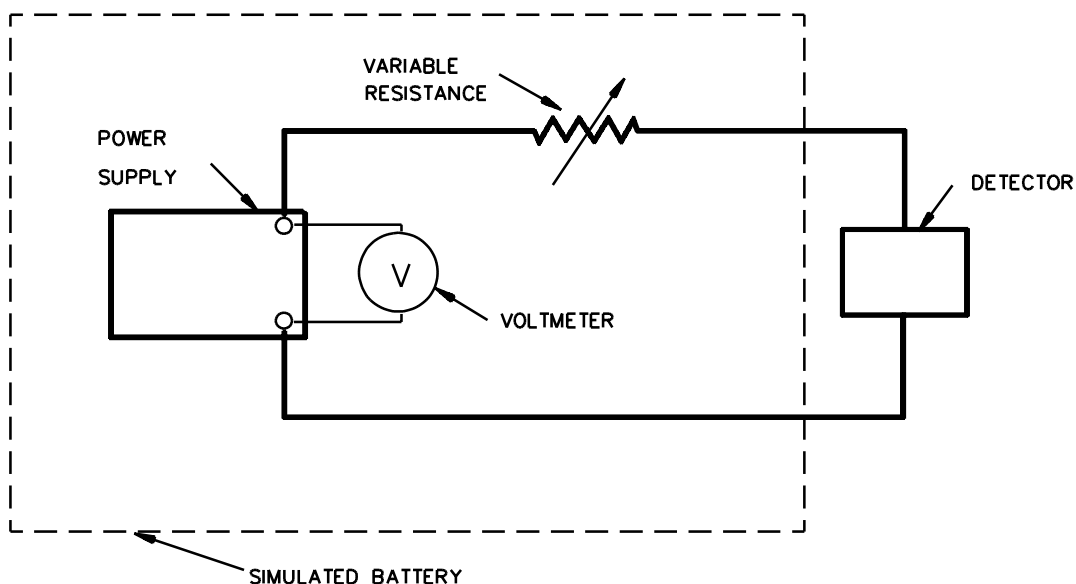 VARIABLE
RESISTANCE
POWER
SUPPLY
DETECTOR
V
VOLTMETER
SIMULATED BATTERY